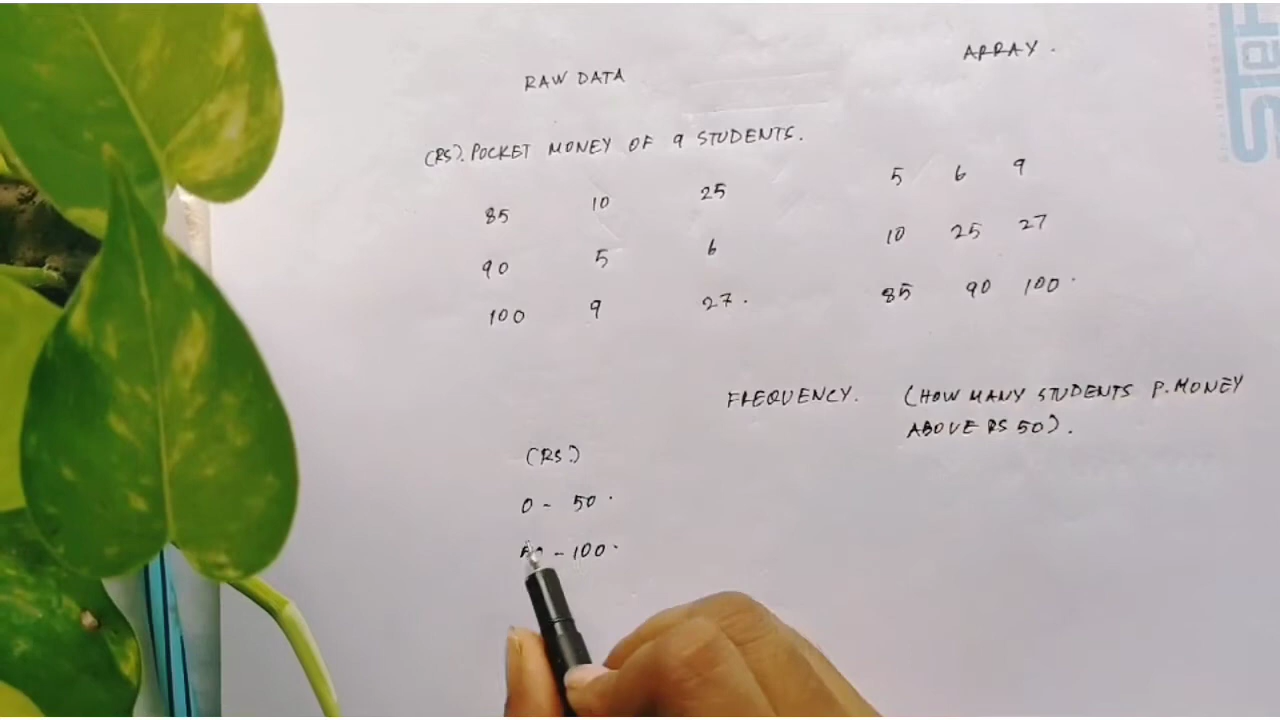 RAW DATA
ARRAY.
(RS). POCKET MONEY OF 9 STUDENTS.
85 10 25
90 5 6
100 9 27.
5 6 9
10 25 27
85 90 100.
FREQUENCY. (HOW MANY STUDENTS P. MONEY
ABOVE RS 50).
(RS.)
0 - 50.
- 100.